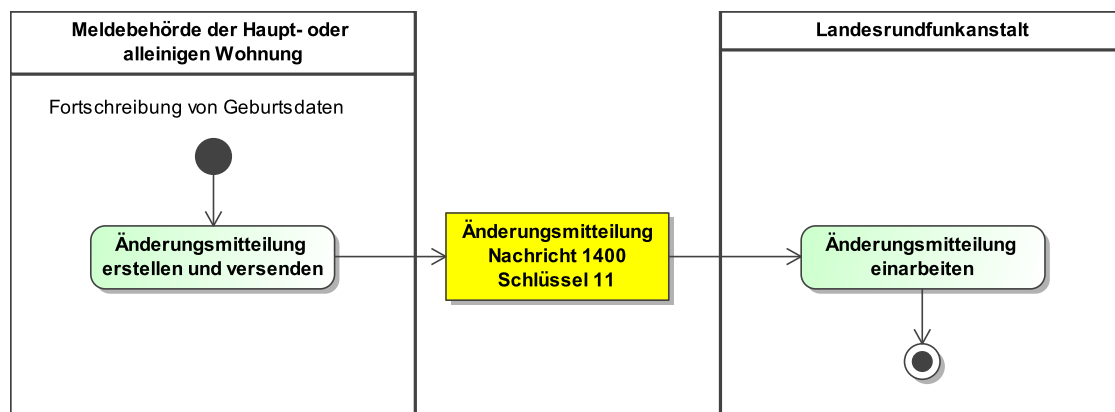 Meldebehörde der Haupt- oder
alleinigen Wohnung
Landesrundfunkanstalt
Fortschreibung von Geburtsdaten
Änderungsmitteilung
erstellen und versenden
Änderungsmitteilung
Nachricht 1400
Schlüssel 11
Änderungsmitteilung
einarbeiten